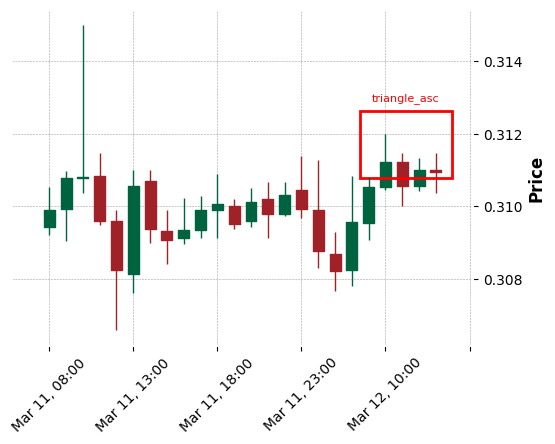 triangle_asc
0.314
0.312
0.310
0.308
Price
Mar 11, 08:00
Mar 11, 13:00
Mar 11, 18:00
Mar 11, 23:00
Mar 12, 10:00